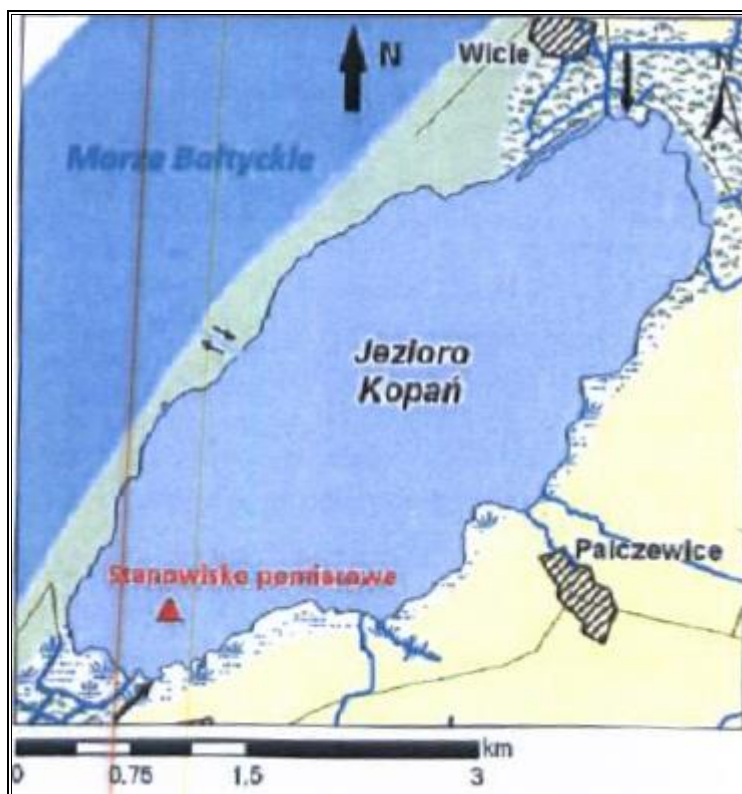 Wicie
N
N
Morze Bałtyckie
Jezioro
Kopań
Palczewice
Stanowisko pomiarowe
km
0
0.75
1.5
3